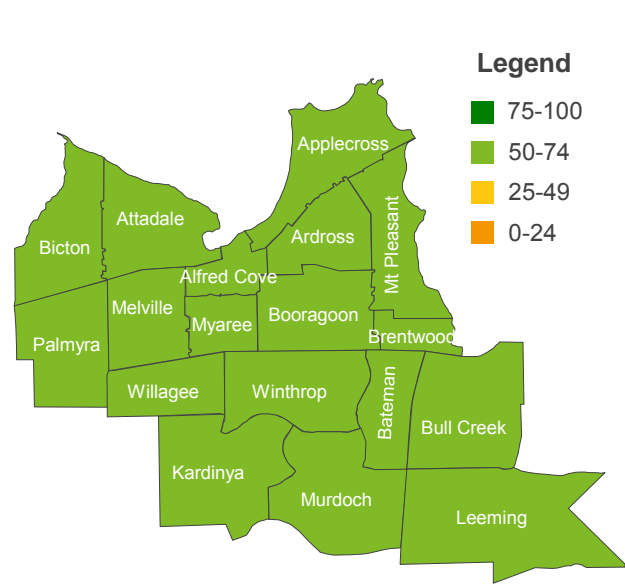 Legend
75-100
50-74
25-49
0-24
Applecross
Attadale
Mt Pleasant
Ardross
Bicton
Alfred Cove
Melville
Booragoon
Myaree
Brentwood
Palmyra
Willagee
Winthrop
Bateman
Bull Creek
Kardinya
Murdoch
Leeming